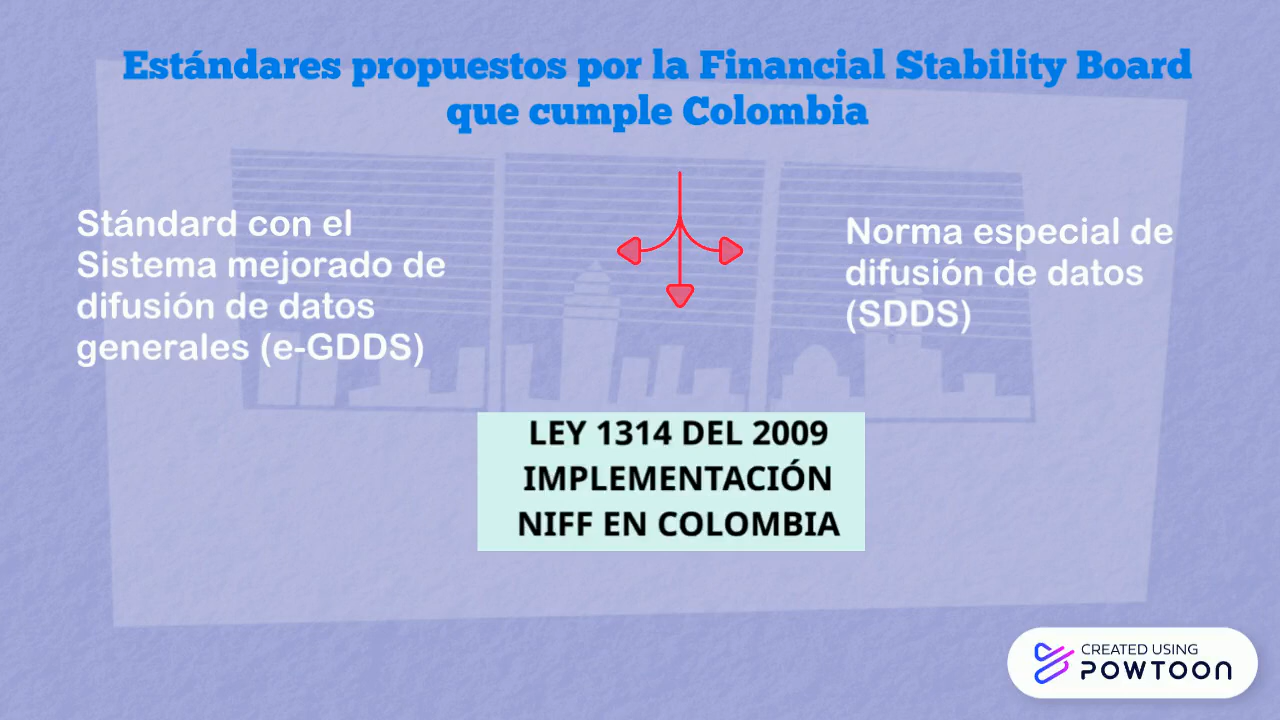 Estándares propuestos por la Financial Stability Board
que cumple Colombia
Stándard con el
Sistema mejorado de
difusión de datos
generales (e-GDDS)
Norma especial de
difusión de datos
(SDDS)
LEY 1314 DEL 2009
IMPLEMENTACIÓN
NIFF EN COLOMBIA
CREATED USING
POWTOON